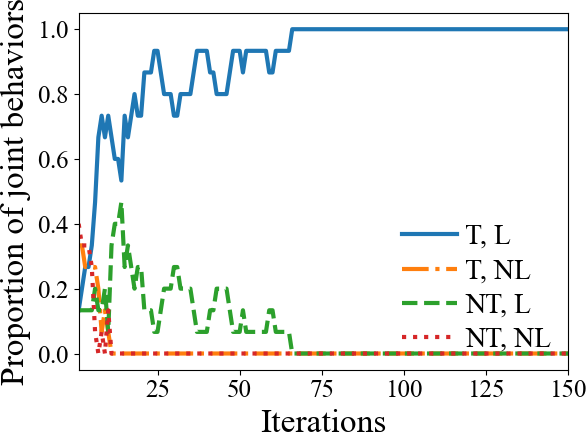 Proportion of joint behaviors
1.0
0.8
0.6
0.4
0.2
0.0
T, L
T, NL
NT, L
NT, NL
25 50 75 100 125 150
Iterations